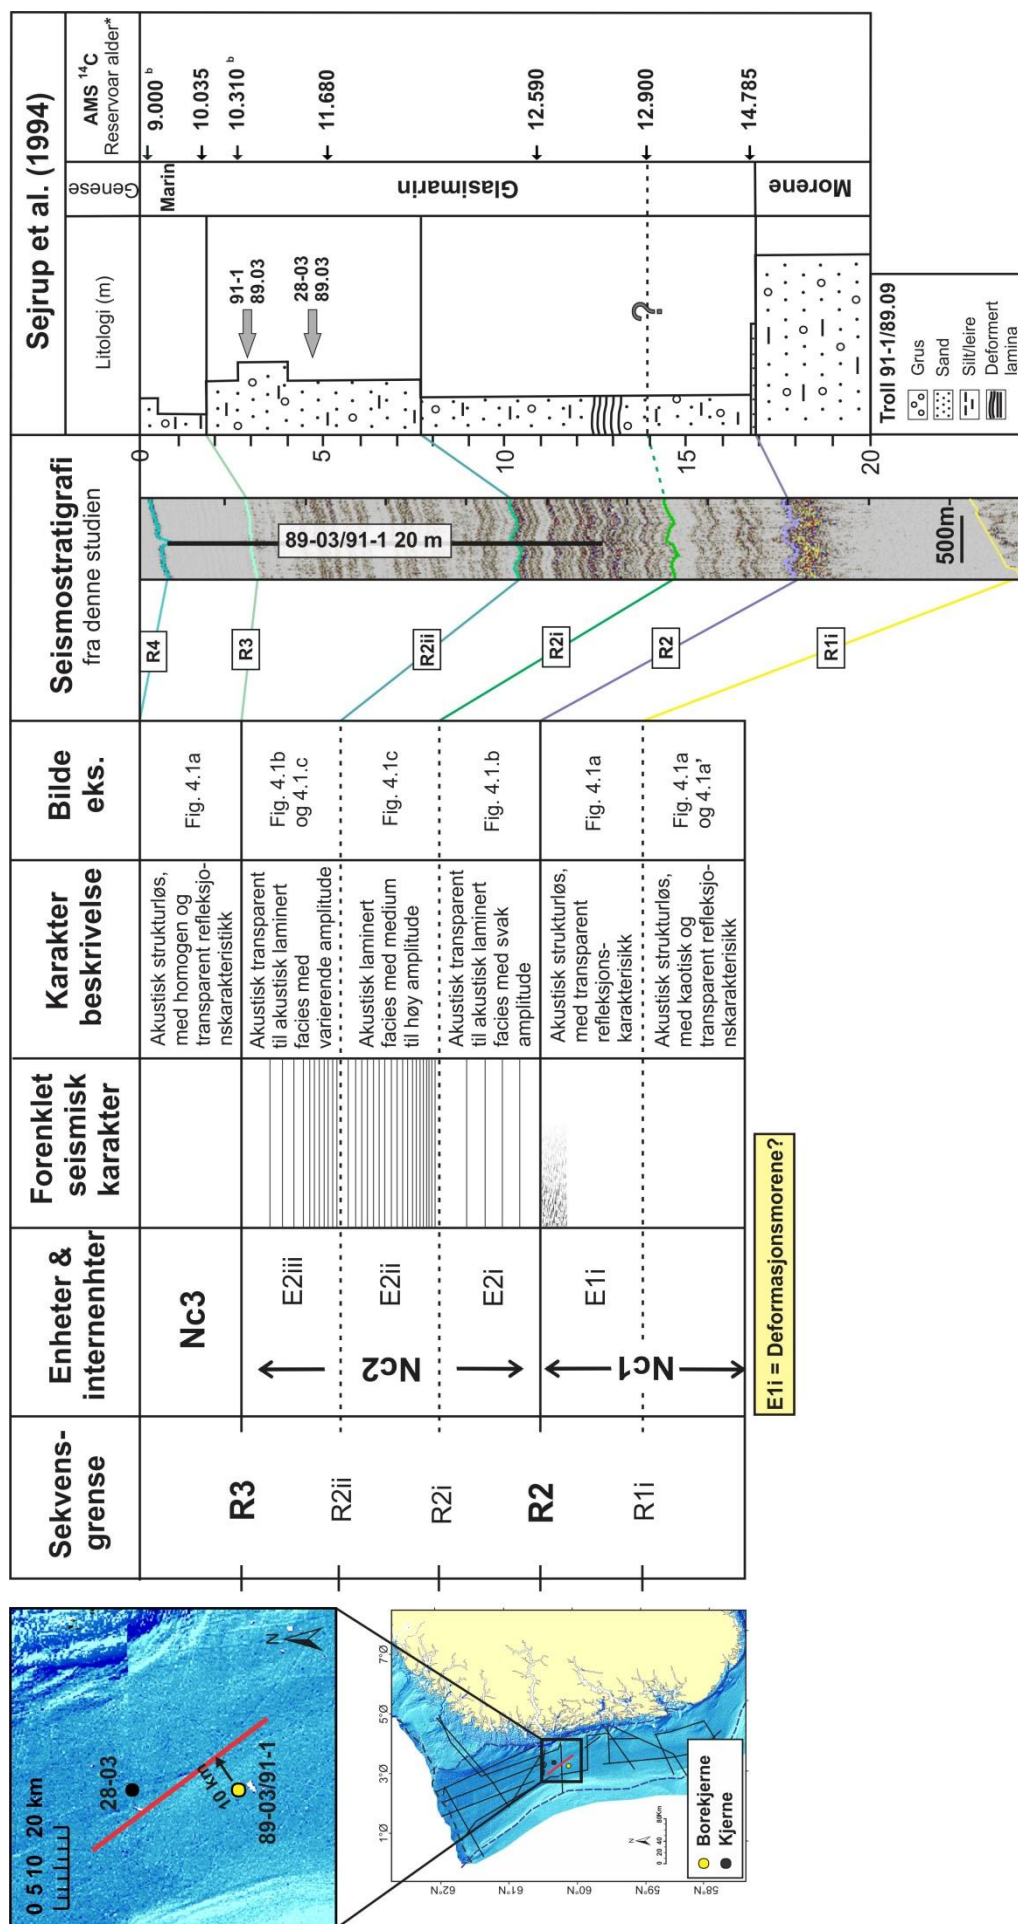 Sekvens-
grense
Enheter &
internenhter
Forenklet
seismisk
karakter
Karakter
beskrivelse
Bilde
eks.
Seismostratigrafi
fra denne studien
Sejrup et al. (1994)
Litologi (m)
Genese
AMS ¹⁴C
Reservoar alder*
R3
R2ii
R2i
R2
R1i
Nc3
E2iii
E2ii
Nc2
E2i
E1i
Nc1
Akustisk strukturløs,
med homogen og
transparent refleksjo-
nskarakteristikk
Akustisk transparent
til akustisk laminert
facies med
varierende amplitude
Akustisk laminert
facies med medium
til høy amplitude
Akustisk transparent
til akustisk laminert
facies med svak
amplitude
Akustisk strukturløs,
med transparent
refleksjons-
karakterisikk
Akustisk strukturløs,
med kaotisk og
transparent refleksjo-
nskarakterisikk
Fig. 4.1a
Fig. 4.1b
og 4.1.c
Fig. 4.1c
Fig. 4.1.b
Fig. 4.1a
Fig. 4.1a
og 4.1a'
R4
R3
R2ii
R2i
R2
R1i
89-03/91-1 20 m
500m
0
5
10
15
20
91-1
89.03
28-03
89.03
?
Marin
Glasimarin
Morene
9.000 ᵇ
10.035
10.310 ᵇ
11.680
12.590
12.900
14.785
Troll 91-1/89.09
Grus
Sand
Silt/leire
Deformert
lamina
E1i = Deformasjonsmorene?
0 5 10 20 km
28-03
10 km
89-03/91-1
N
1°Ø
3°Ø
5°Ø
7°Ø
62°N
61°N
60°N
59°N
58°N
N
0 20 40 80Km
Borekjerne
Kjerne